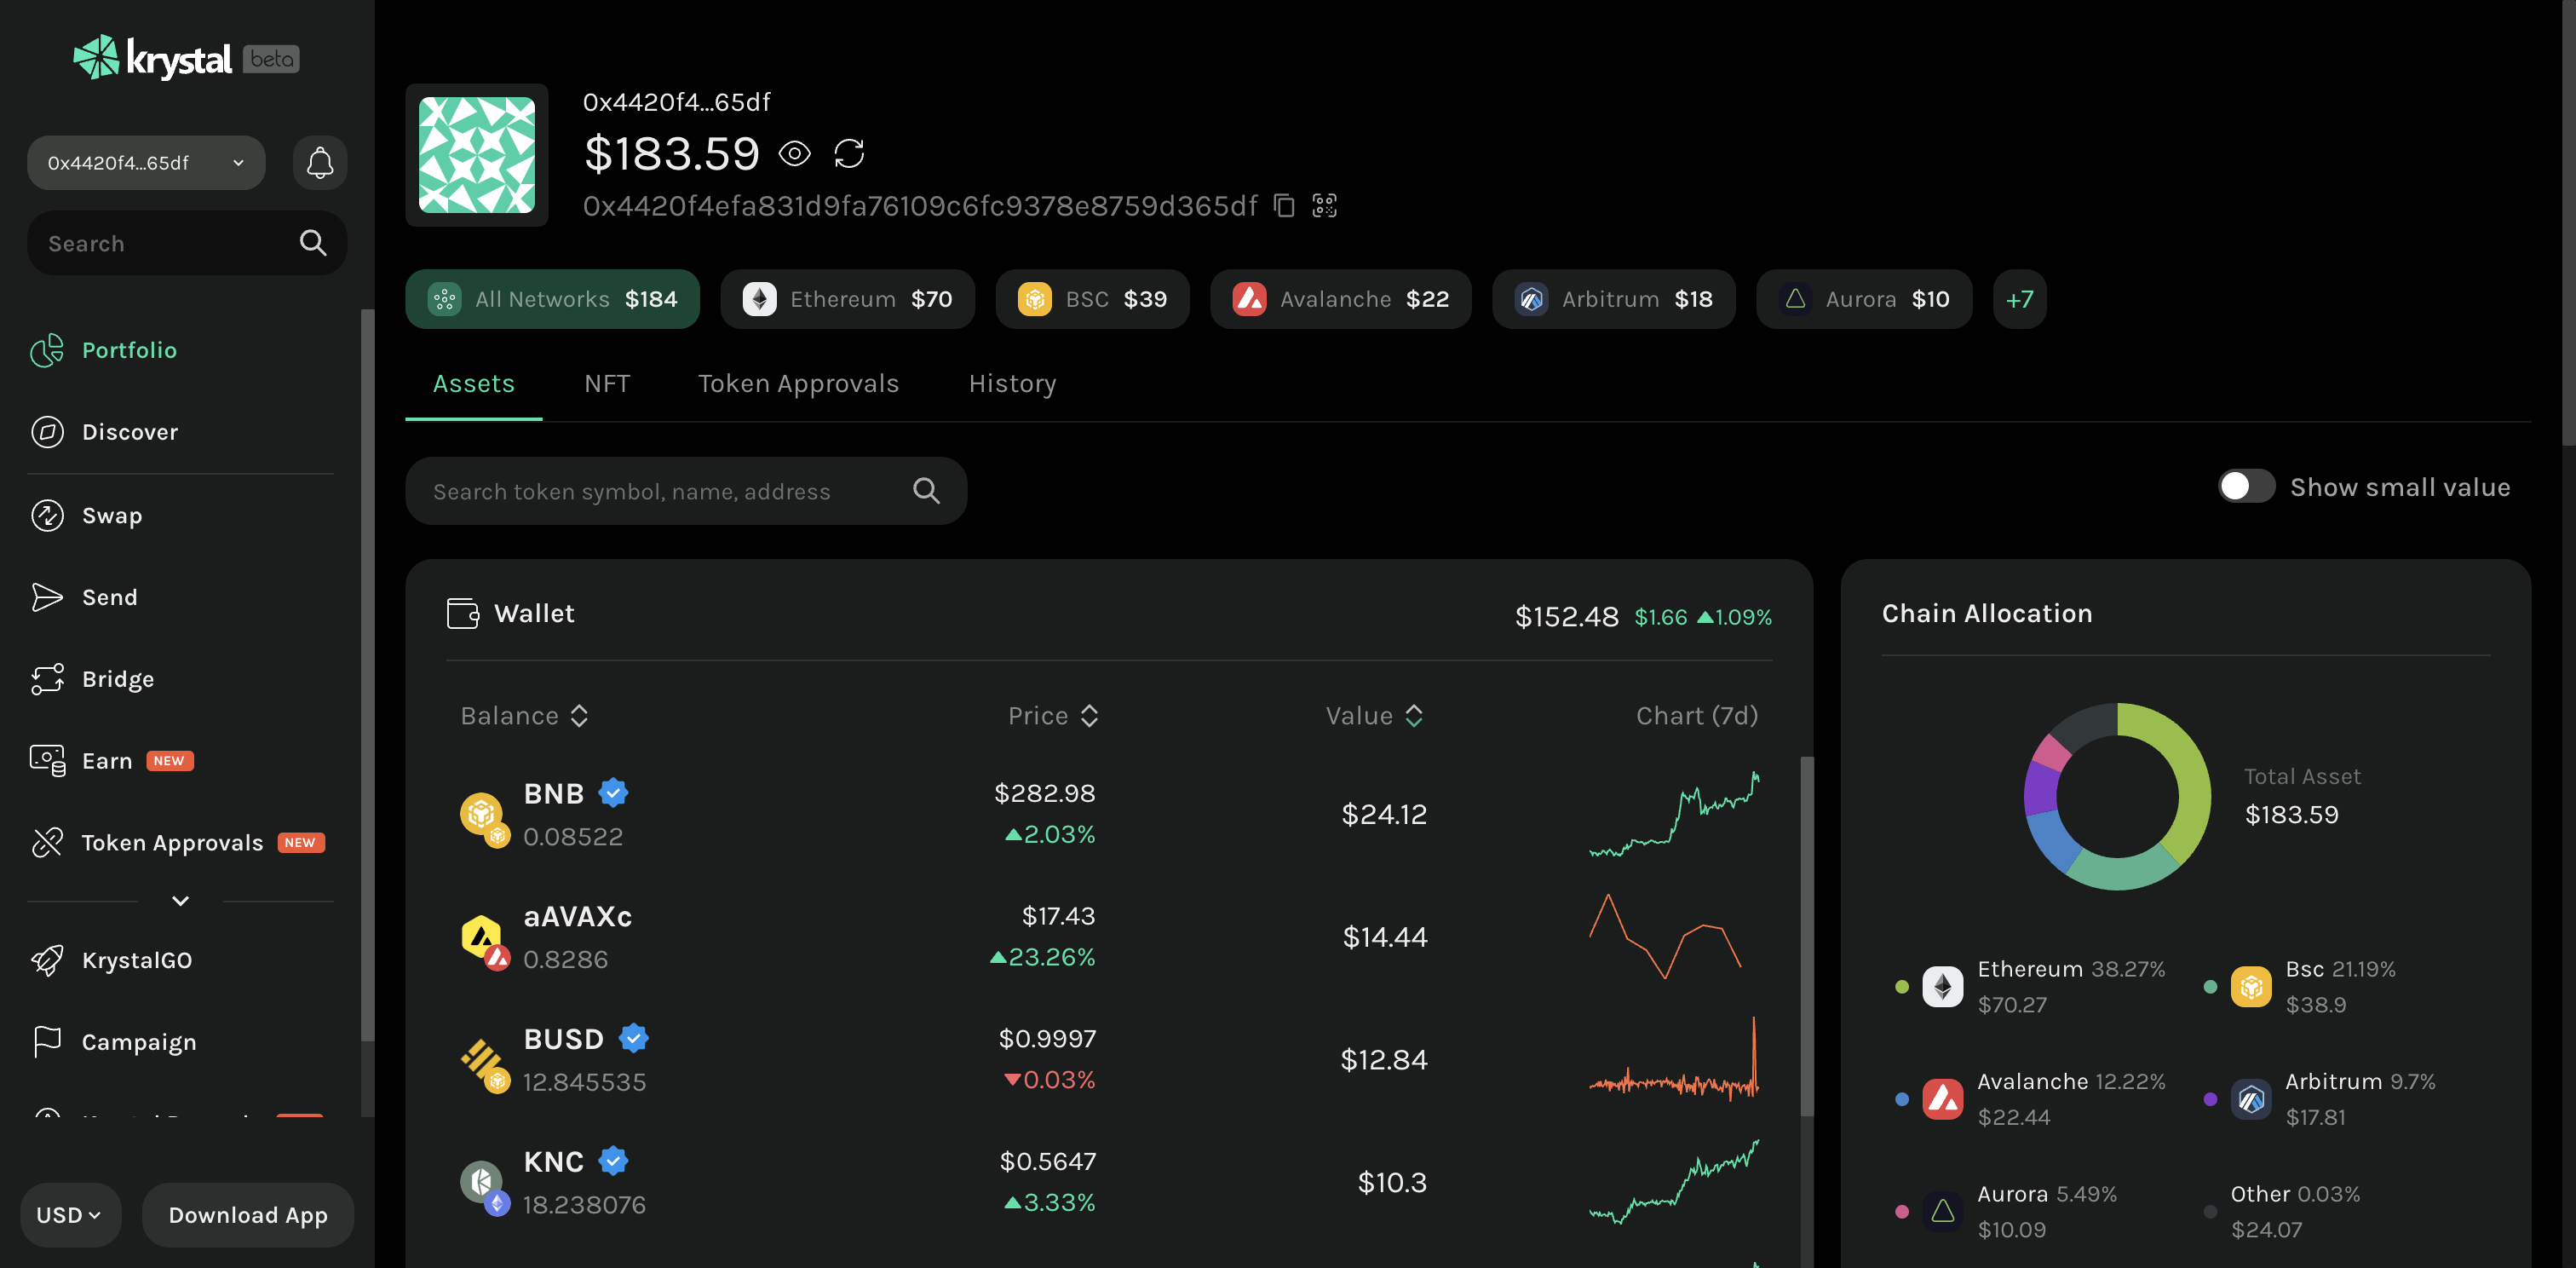 krystal beta
0x4420f4...65df
Search
Portfolio
Discover
Swap
Send
Bridge
Earn NEW
Token Approvals NEW
KrystalGO
Campaign
USD
Download App
0x4420f4...65df
$183.59
0x4420f4efa831d9fa76109c6fc9378e8759d365df
All Networks $184
Ethereum $70
BSC $39
Avalanche $22
Arbitrum $18
Aurora $10
+7
Assets NFT Token Approvals History
Search token symbol, name, address
Show small value
Wallet
$152.48 $1.66 ▲1.09%
Balance Price Value Chart (7d)
BNB $282.98
0.08522 ▲2.03% $24.12
aAVAXc $17.43
0.8286 ▲23.26% $14.44
BUSD $0.9997
12.845535 ▼0.03% $12.84
KNC $0.5647
18.238076 ▲3.33% $10.3
Chain Allocation
Total Asset
$183.59
Ethereum 38.27%
$70.27
Bsc 21.19%
$38.9
Avalanche 12.22%
$22.44
Arbitrum 9.7%
$17.81
Aurora 5.49%
$10.09
Other 0.03%
$24.07